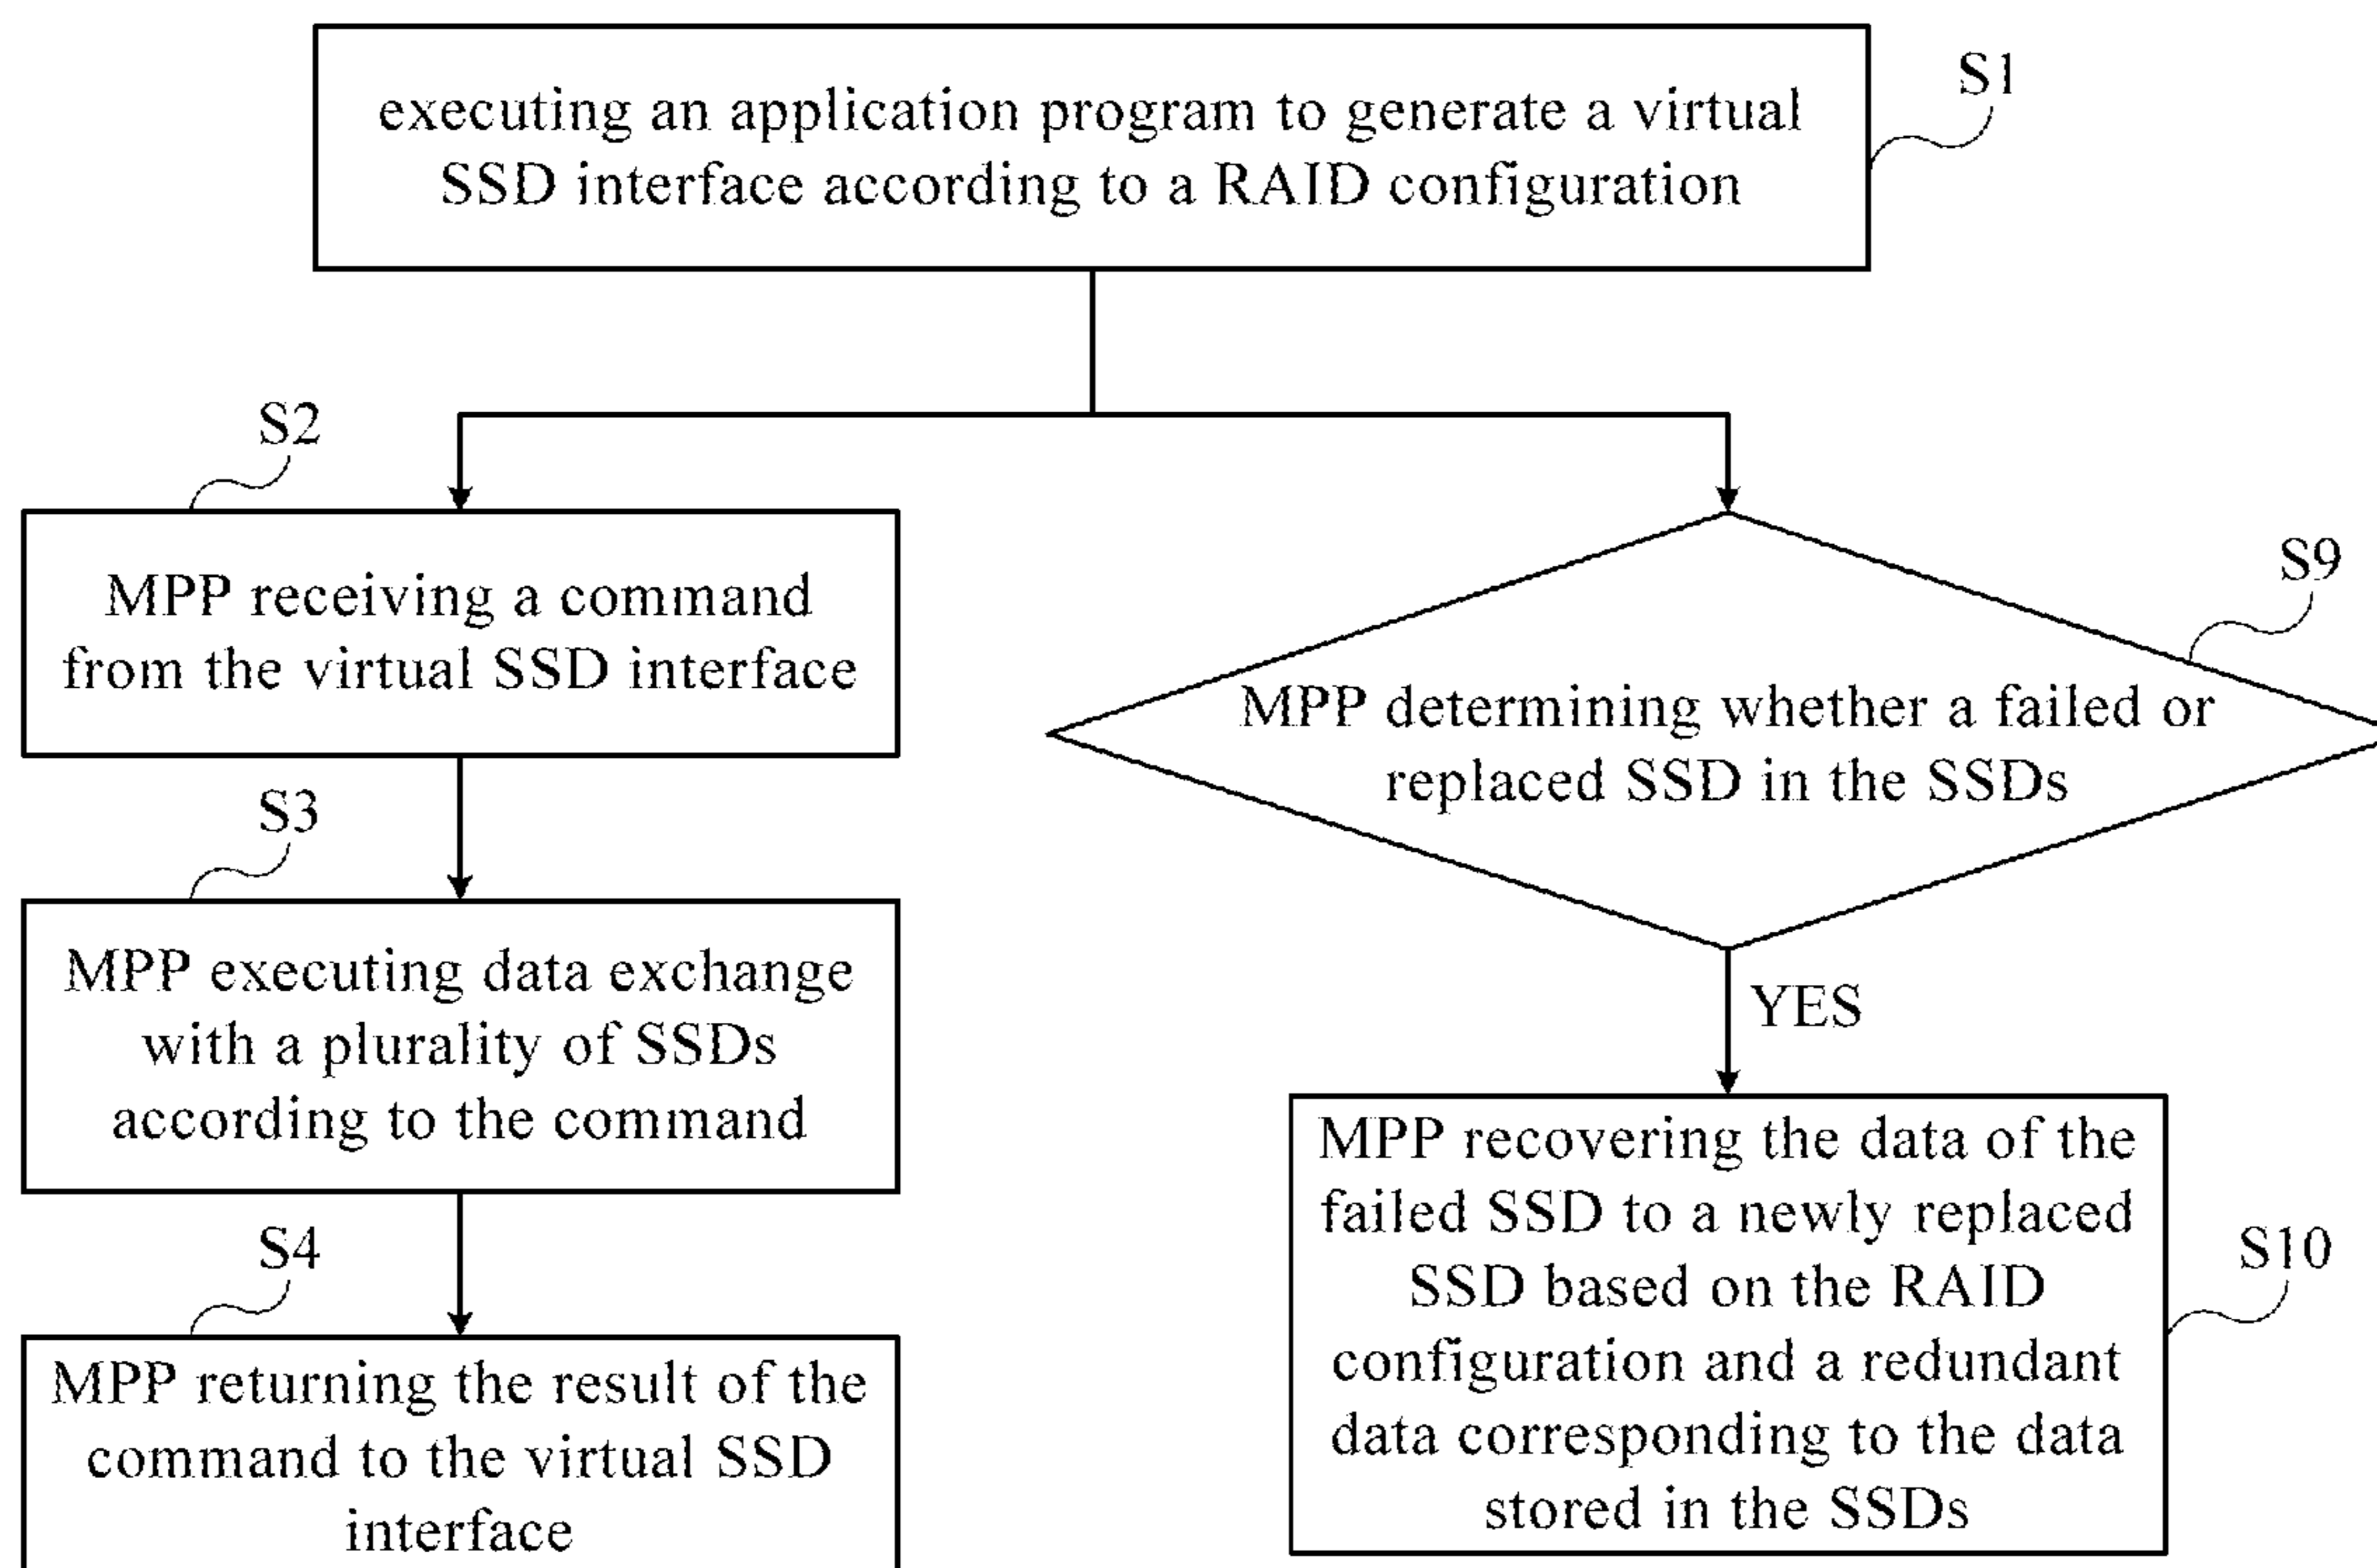 executing an application program to generate a virtual
SSD interface according to a RAID configuration
S1
S2
MPP receiving a command
from the virtual SSD interface
S3
MPP executing data exchange
with a plurality of SSDs
according to the command
S4
MPP returning the result of the
command to the virtual SSD
interface
S9
MPP determining whether a failed or
replaced SSD in the SSDs
YES
MPP recovering the data of the
failed SSD to a newly replaced
SSD based on the RAID
configuration and a redundant
data corresponding to the data
stored in the SSDs
S10